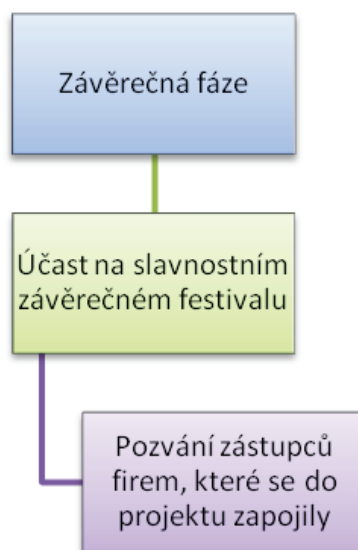 Závěrečná fáze
Účast na slavnostním
závěrečném festivalu
Pozvání zástupců
firem, které se do
projektu zapojily